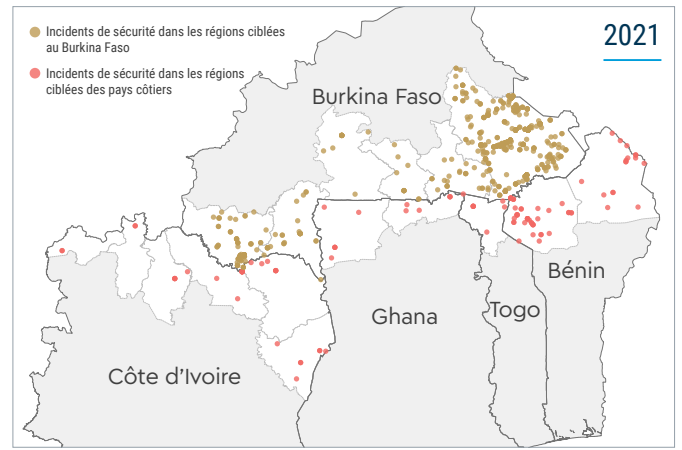 Incidents de sécurité dans les régions ciblées
au Burkina Faso
Incidents de sécurité dans les régions
ciblées des pays côtiers
2021
Burkina Faso
Bénin
Togo
Ghana
Côte d'Ivoire